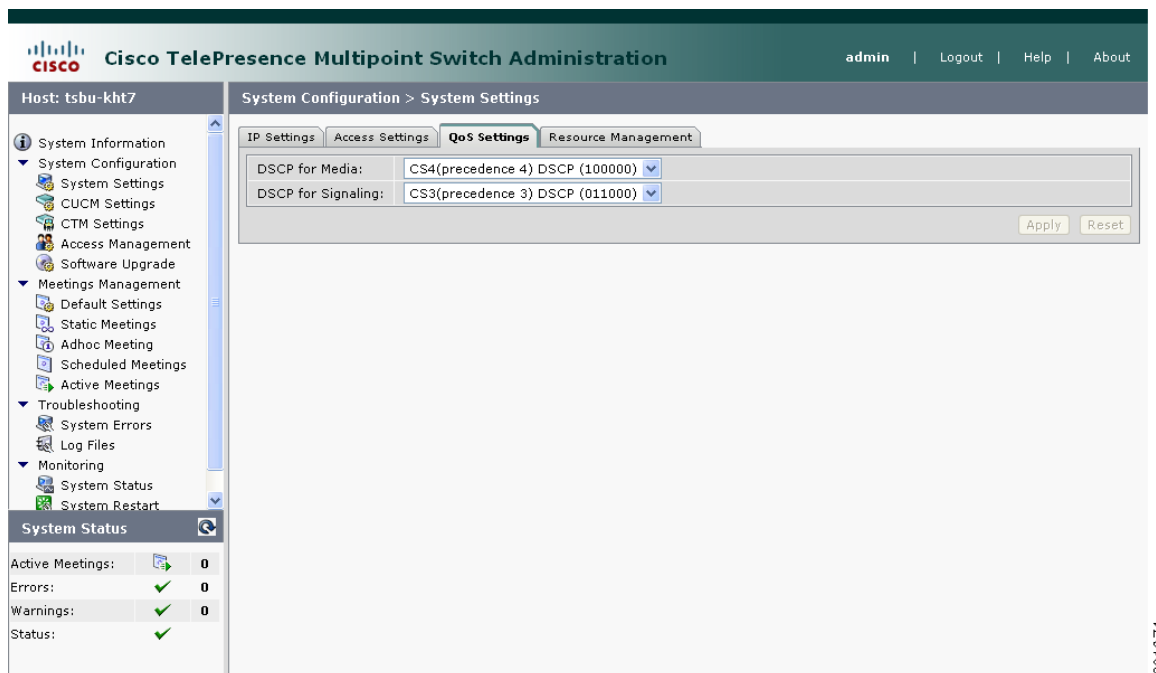 CISCO
Cisco TelePresence Multipoint Switch Administration
admin | Logout | Help | About
Host: tsbu-kht7
System Configuration > System Settings
System Information
System Configuration
System Settings
CUCM Settings
CTM Settings
Access Management
Software Upgrade
Meetings Management
Default Settings
Static Meetings
Adhoc Meeting
Scheduled Meetings
Active Meetings
Troubleshooting
System Errors
Log Files
Monitoring
System Status
System Restart
IP Settings Access Settings QoS Settings Resource Management
DSCP for Media: CS4(precedence 4) DSCP (100000)
DSCP for Signaling: CS3(precedence 3) DSCP (011000)
Apply Reset
System Status
Active Meetings: 0
Errors: 0
Warnings: 0
Status: